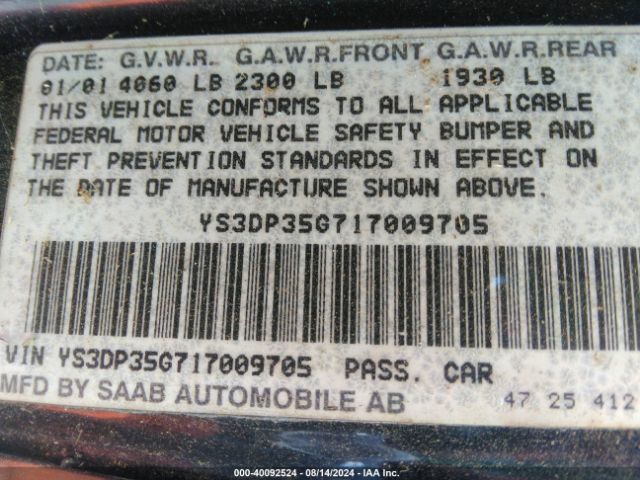 DATE: G.V.W.R. G.A.W.R.FRONT G.A.W.R.REAR
01/01 4060 LB 2300 LB 1930 LB
THIS VEHICLE CONFORMS TO ALL APPLICABLE
FEDERAL MOTOR VEHICLE SAFETY BUMPER AND
THEFT PREVENTION STANDARDS IN EFFECT ON
THE DATE OF MANUFACTURE SHOWN ABOVE.
YS3DP35G717009705
VIN YS3DP35G717009705 PASS. CAR
MFD BY SAAB AUTOMOBILE AB 47 25 412
000-40092524 - 08/14/2024 - IAA Inc.